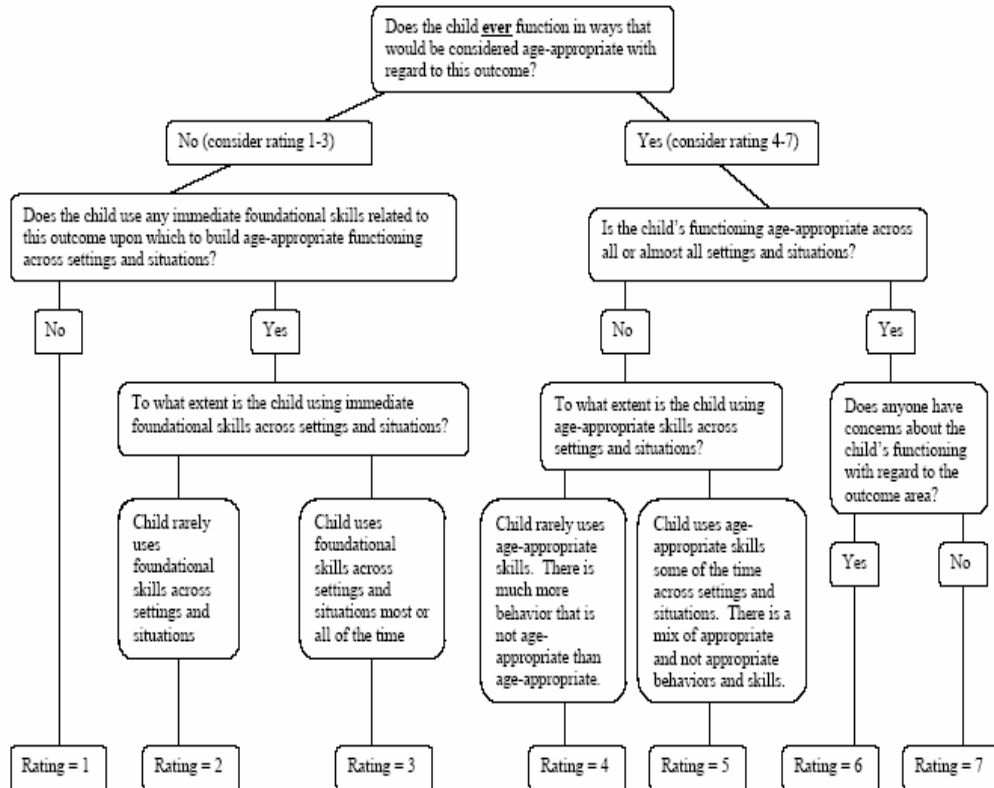 Does the child ever function in ways that
would be considered age-appropriate with
regard to this outcome?
No (consider rating 1-3)
Yes (consider rating 4-7)
Does the child use any immediate foundational skills related to
this outcome upon which to build age-appropriate functioning
across settings and situations?
Is the child's functioning age-appropriate across
all or almost all settings and situations?
No
Yes
No
Yes
To what extent is the child using immediate
foundational skills across settings and situations?
To what extent is the child using
age-appropriate skills across
settings and situations?
Does anyone have
concerns about the
child's functioning
with regard to the
outcome area?
Child rarely
uses
foundational
skills across
settings and
situations
Child uses
foundational
skills across
settings and
situations most or
all of the time
Child rarely uses
age-appropriate
skills. There is
much more
behavior that is
not age-
appropriate than
age-appropriate.
Child uses age-
appropriate skills
some of the time
across settings and
situations. There is a
mix of appropriate
and not appropriate
behaviors and skills.
Yes
No
Rating = 1
Rating = 2
Rating = 3
Rating = 4
Rating = 5
Rating = 6
Rating = 7